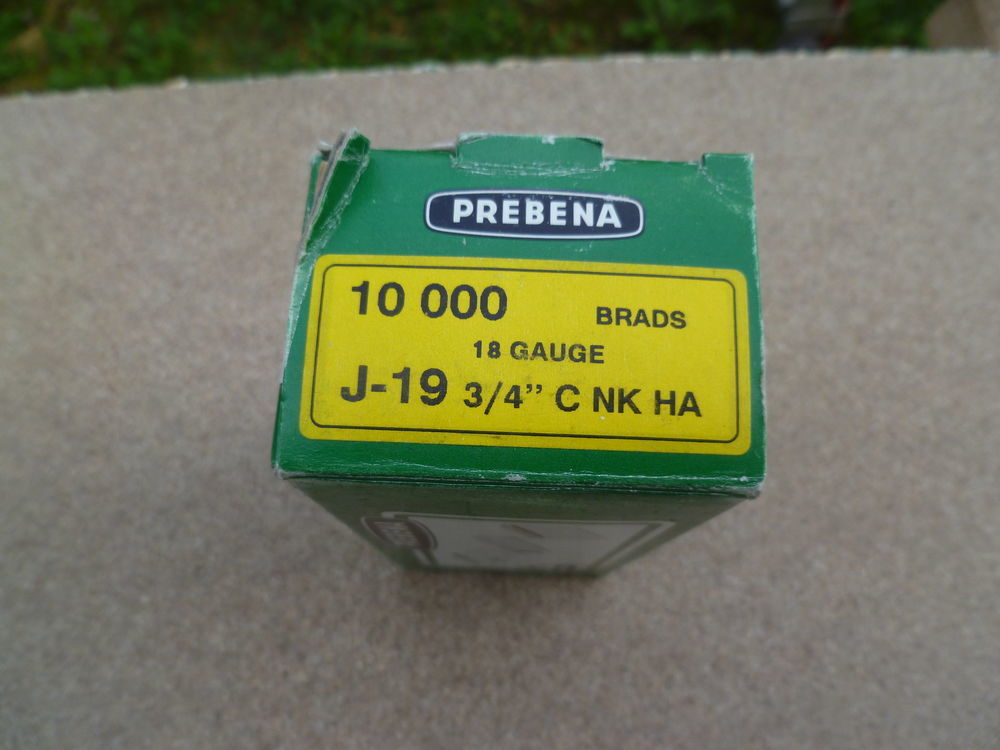 PREBENA
10 000 BRADS
18 GAUGE
J-19 3/4” C NK HA